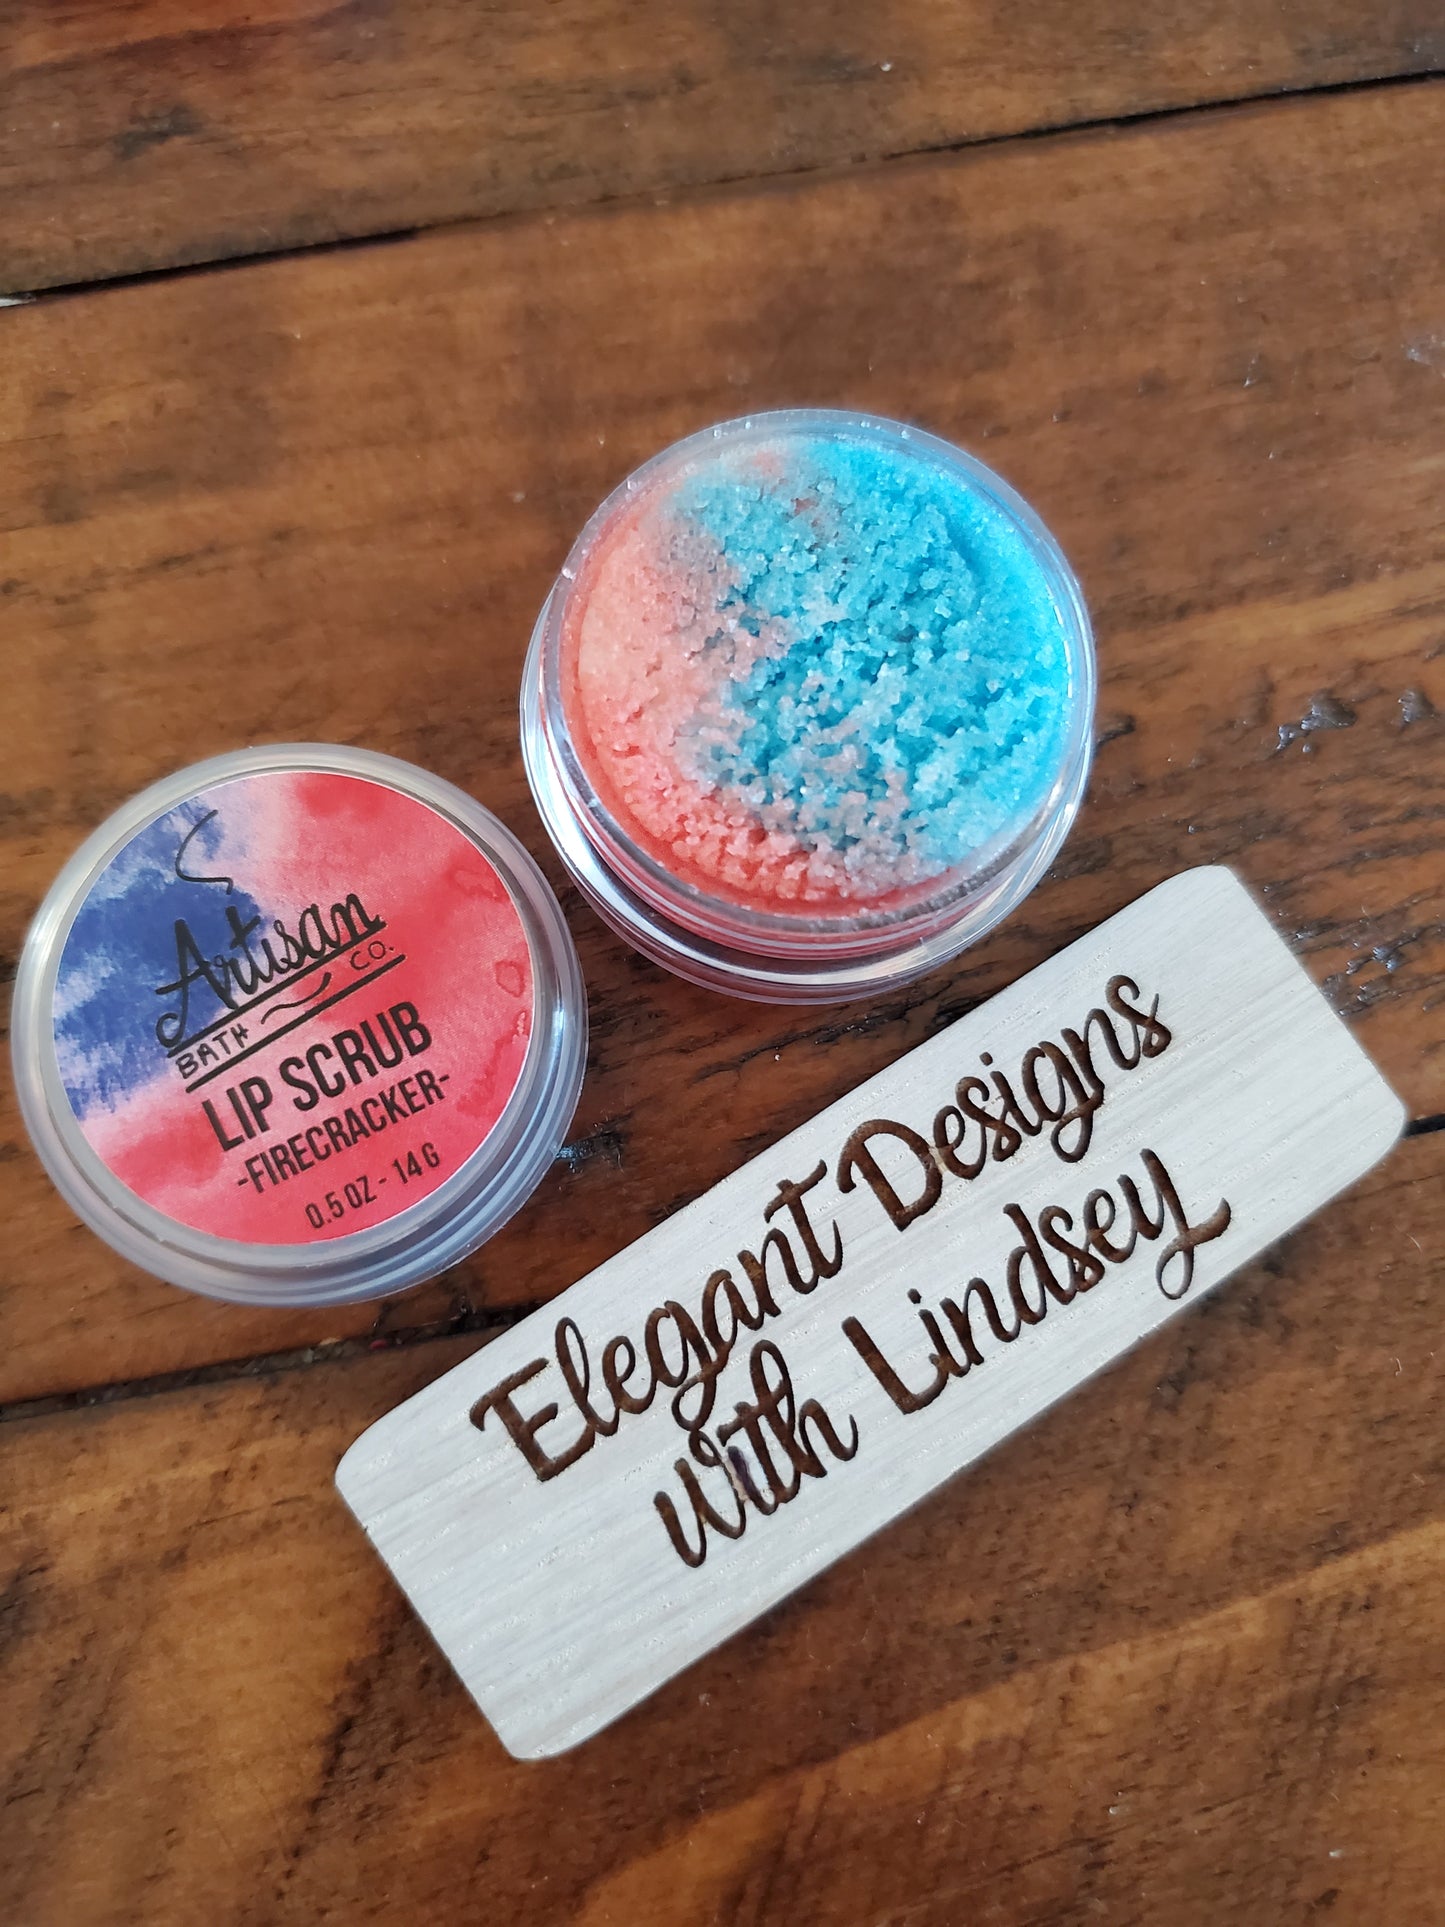 Artisan
BATH CO.
LIP SCRUB
-FIRECRACKER-
0.5 OZ - 14 G
Elegant Designs
with Lindsey